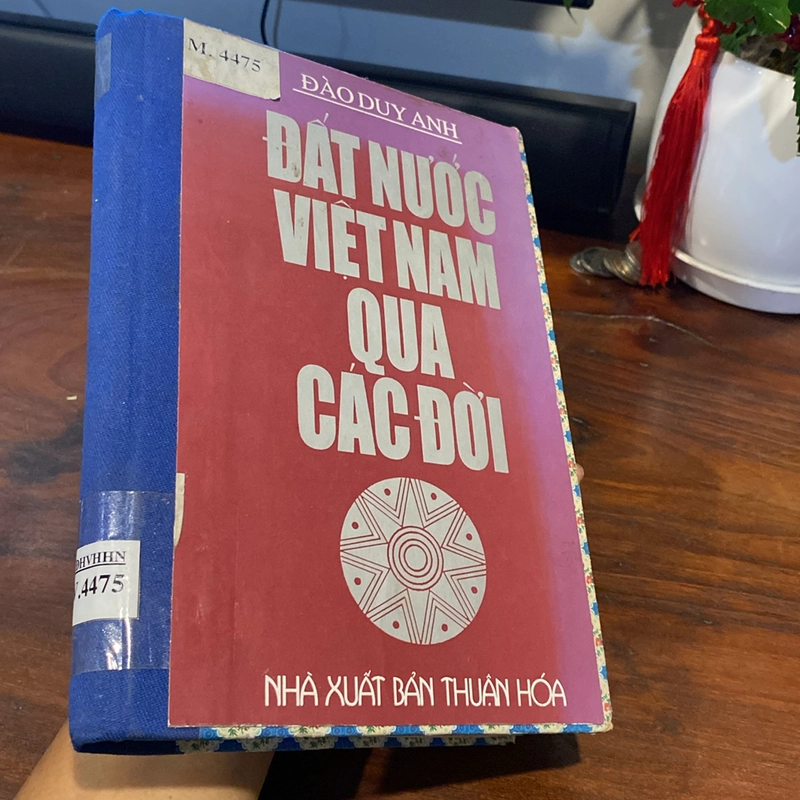 M. 4475
ĐÀO DUY ANH
ĐẤT NƯỚC
VIỆT NAM
QUA
CÁC ĐỜI
NHÀ XUẤT BẢN THUẬN HÓA
ĐHVHHN
.4475